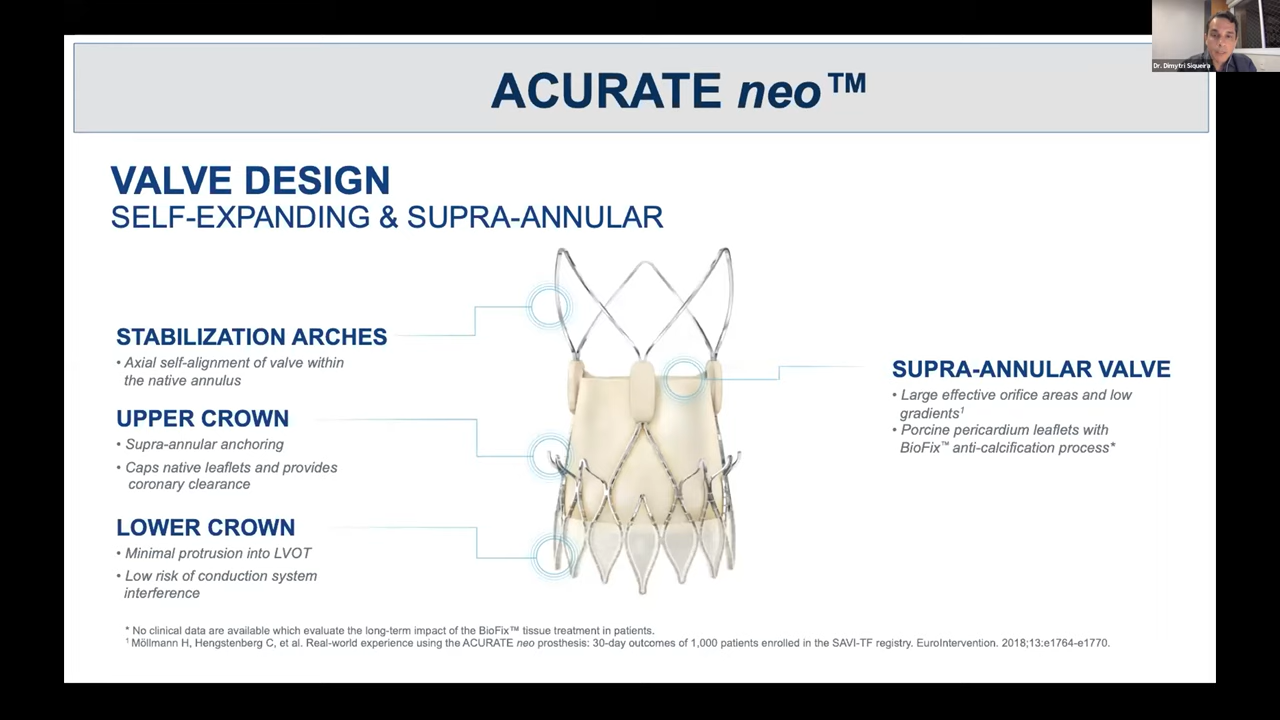 ACURATE neo™
Dr. Dimytri Siqueira
VALVE DESIGN
SELF-EXPANDING & SUPRA-ANNULAR
STABILIZATION ARCHES
• Axial self-alignment of valve within
the native annulus
UPPER CROWN
• Supra-annular anchoring
• Caps native leaflets and provides
coronary clearance
LOWER CROWN
• Minimal protrusion into LVOT
• Low risk of conduction system
interference
SUPRA-ANNULAR VALVE
• Large effective orifice areas and low
gradients¹
• Porcine pericardium leaflets with
BioFix™ anti-calcification process*
* No clinical data are available which evaluate the long-term impact of the BioFix™ tissue treatment in patients.
¹ Möllmann H, Hengstenberg C, et al. Real-world experience using the ACURATE neo prosthesis: 30-day outcomes of 1,000 patients enrolled in the SAVI-TF registry. EuroIntervention. 2018;13:e1764-e1770.